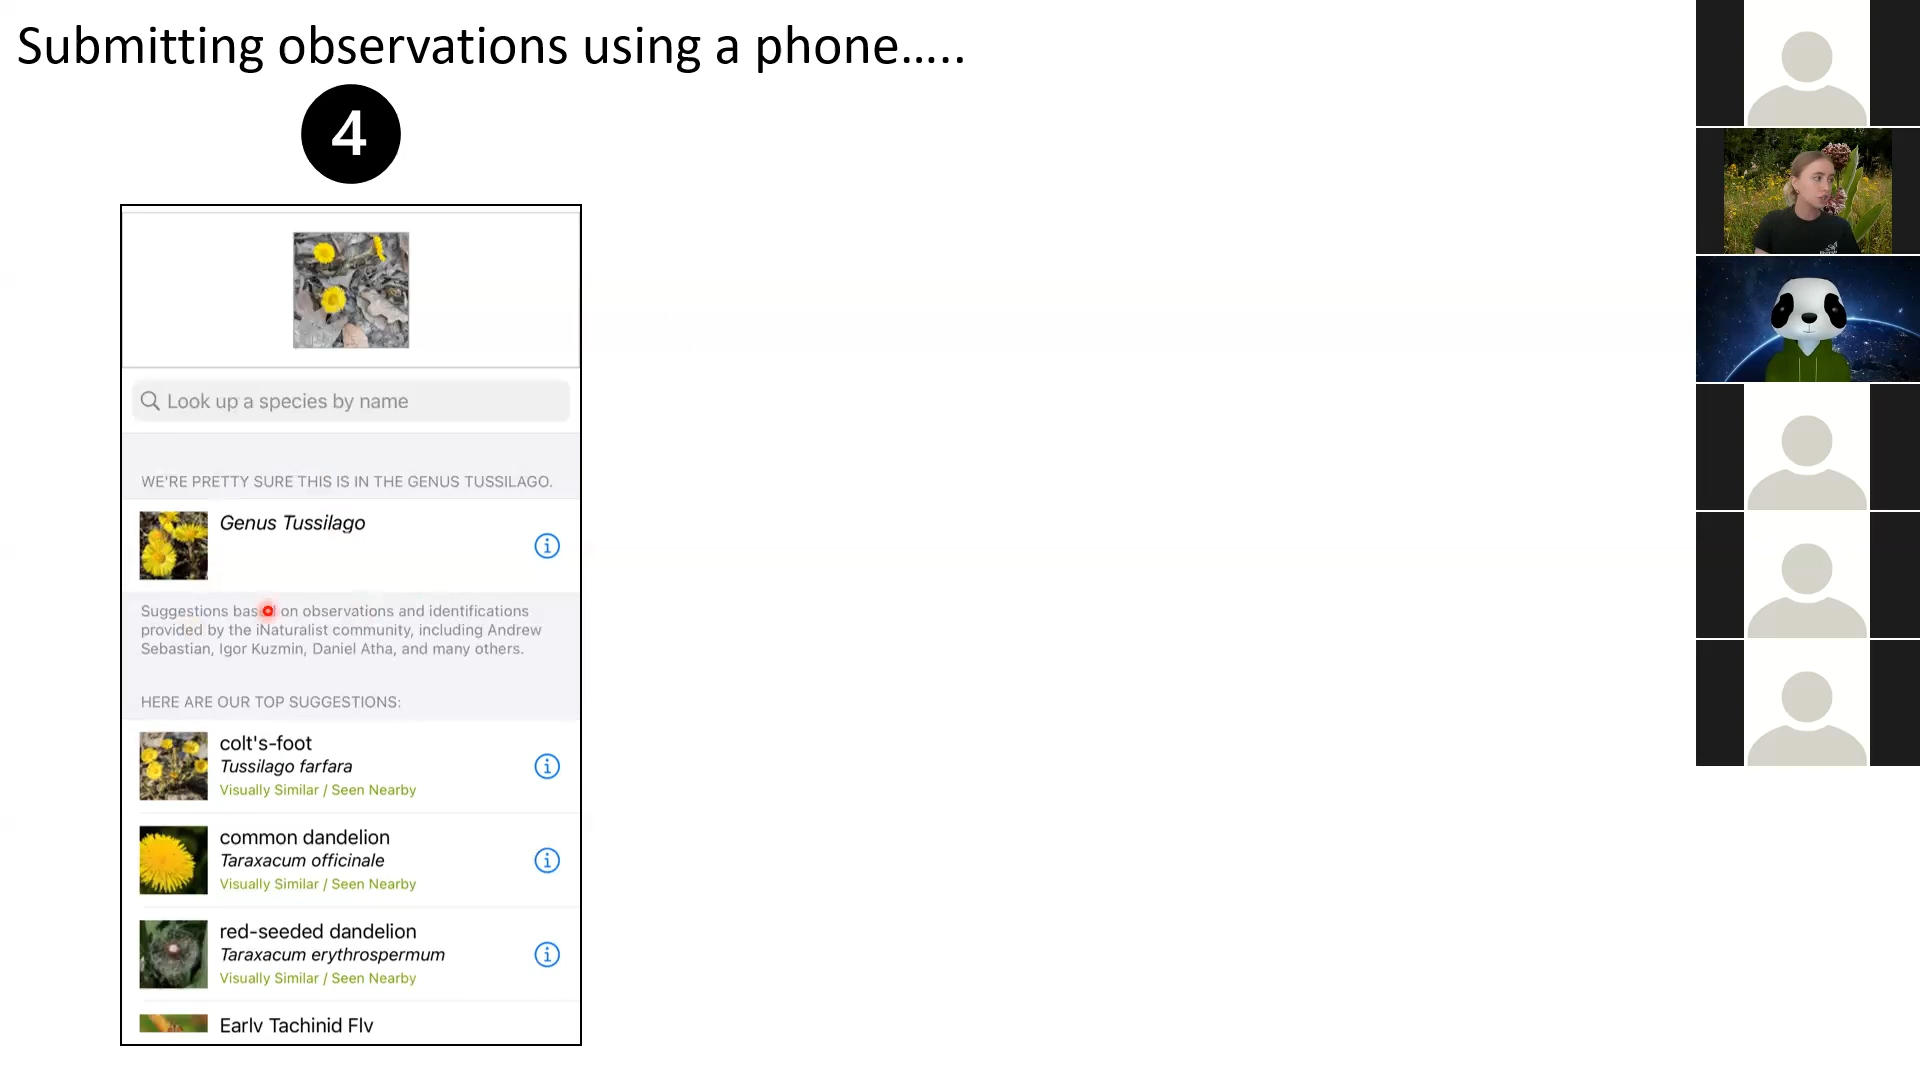 Submitting observations using a phone.....
4
Look up a species by name
WE'RE PRETTY SURE THIS IS IN THE GENUS TUSSILAGO.
Genus Tussilago
Suggestions based on observations and identifications
provided by the iNaturalist community, including Andrew
Sebastian, Igor Kuzmin, Daniel Atha, and many others.
HERE ARE OUR TOP SUGGESTIONS:
colt's-foot
Tussilago farfara
Visually Similar / Seen Nearby
common dandelion
Taraxacum officinale
Visually Similar / Seen Nearby
red-seeded dandelion
Taraxacum erythrospermum
Visually Similar / Seen Nearby
Early Tachinid Fly